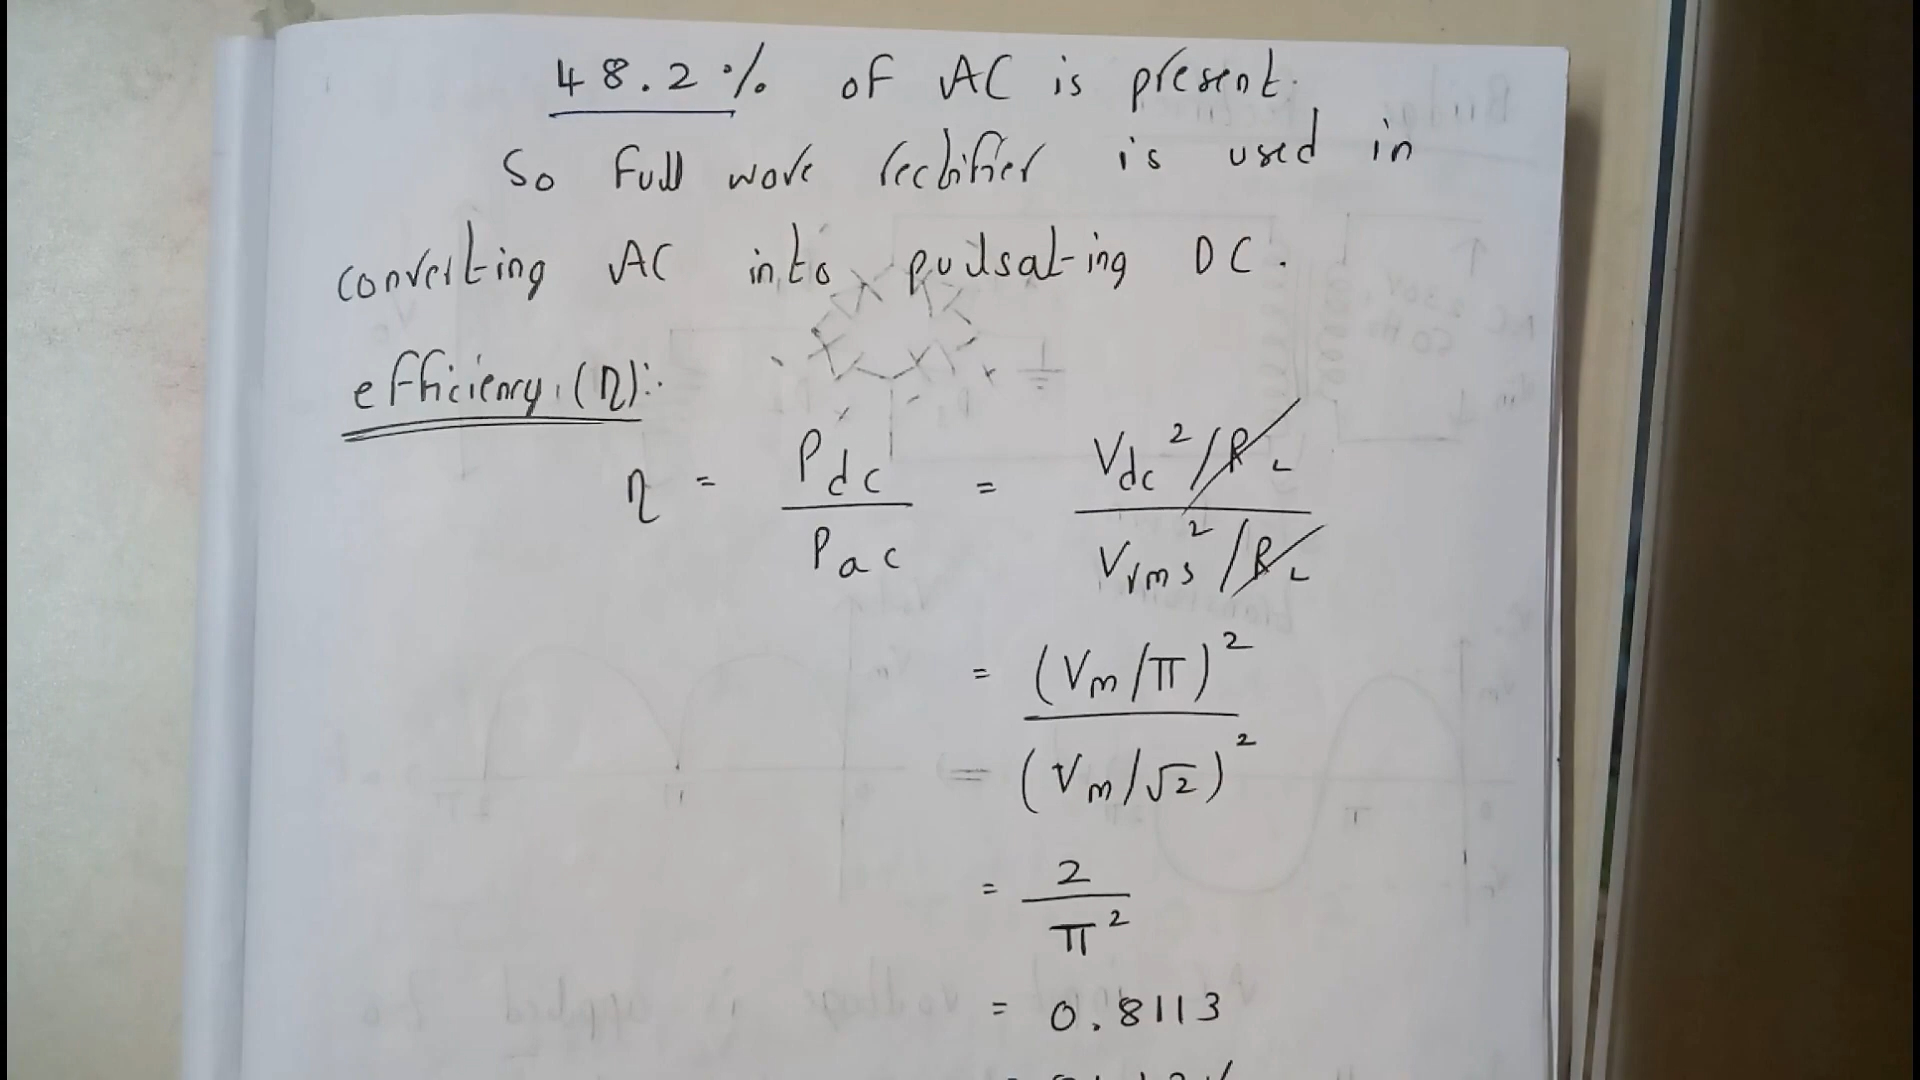 48.2% of AC is present.
So full wave rectifier is used in
converting AC into pulsating DC.
efficiency (η):
η = Pdc / Pac = Vdc²/RL / Vrms²/RL
= (Vm/π)² / (Vm/√2)²
= 2 / π²
= 0.8113